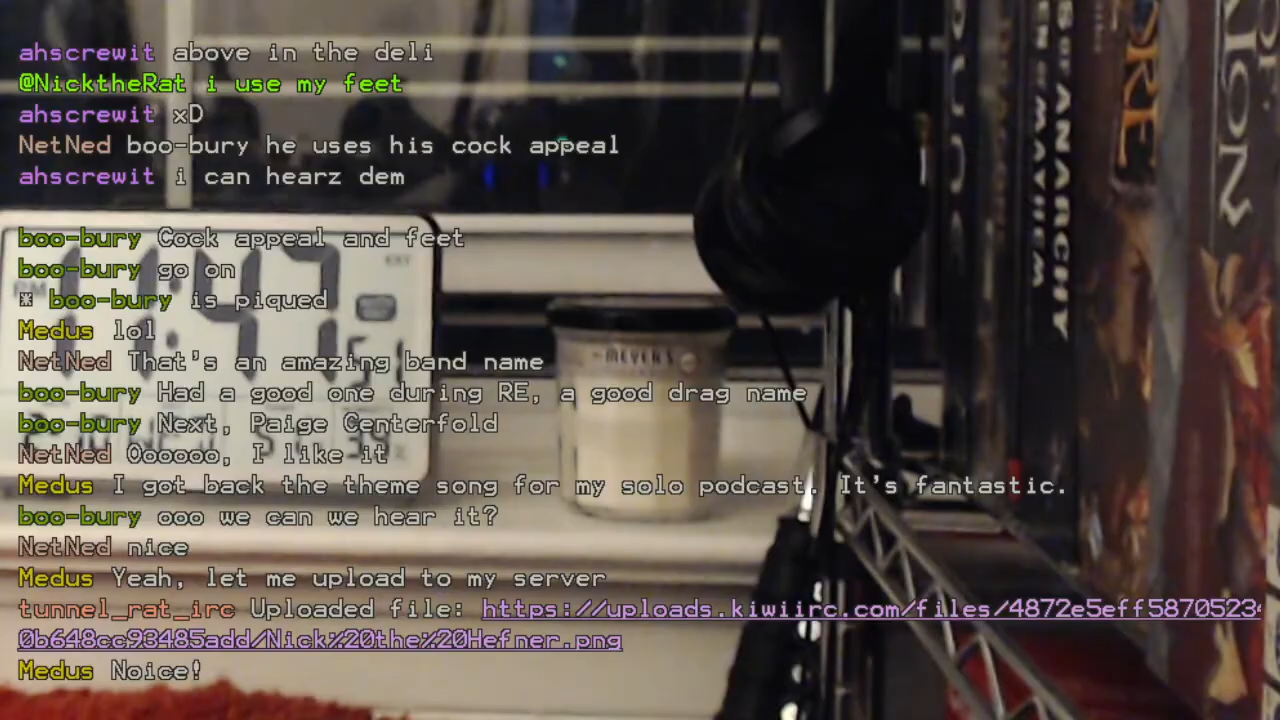 ahscrewit above in the deli
@NicktheRat i use my feet
ahscrewit xD
NetNed boo-bury he uses his cock appeal
ahscrewit i can hearz dem
boo-bury Cock appeal and feet
boo-bury go on
* boo-bury is piqued
Medus lol
NetNed That's an amazing band name
boo-bury Had a good one during RE, a good drag name
boo-bury Next, Paige Centerfold
NetNed Oooooo, I like it
Medus I got back the theme song for my solo podcast. It's fantastic.
boo-bury ooo we can we hear it?
NetNed nice
Medus Yeah, let me upload to my server
tunnel_rat_irc Uploaded file: https://uploads.kiwiirc.com/files/4872e5eff5870523
0b648cc93485add/Nick%20the%20Hefner.png
Medus Noice!
PM 11:47
MEYER'S
ANARCHY